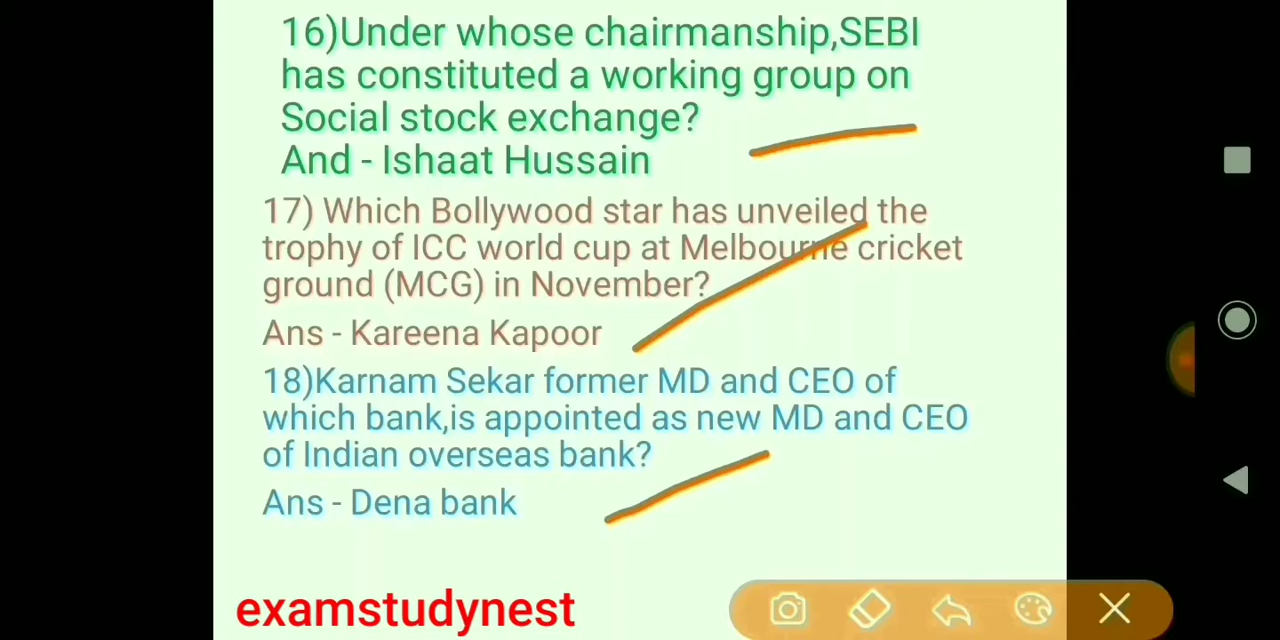 16)Under whose chairmanship,SEBI
has constituted a working group on
Social stock exchange?
And - Ishaat Hussain
17) Which Bollywood star has unveiled the
trophy of ICC world cup at Melbourne cricket
ground (MCG) in November?
Ans - Kareena Kapoor
18)Karnam Sekar former MD and CEO of
which bank,is appointed as new MD and CEO
of Indian overseas bank?
Ans - Dena bank
examstudynest